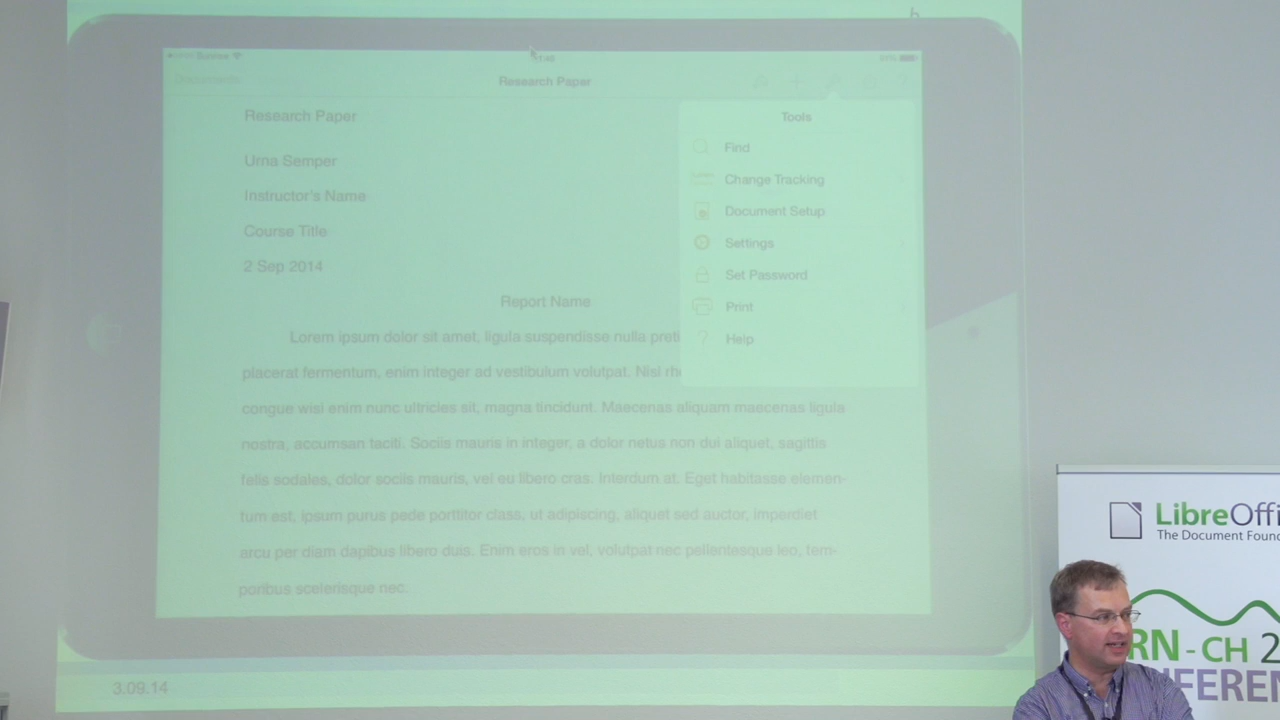 Research Paper
Research Paper
Urna Semper
Instructor's Name
Course Title
2 Sep 2014
Report Name
Lorem ipsum dolor sit amet, ligula suspendisse nulla preti
placerat fermentum, enim integer ad vestibulum volutpat. Nisl rh
congue wisi enim nunc ultricies sit, magna tincidunt. Maecenas aliquam maecenas ligula
nostra, accumsan taciti. Sociis mauris in integer, a dolor netus non dui aliquet, sagittis
felis sodales, dolor sociis mauris, vel eu libero cras. Interdum at. Eget habitasse elemen-
tum est, ipsum purus pede porttitor class, ut adipiscing, aliquet sed auctor, imperdiet
arcu per diam dapibus libero duis. Enim eros in vel, volutpat nec pellentesque leo, tem-
poribus scelerisque nec.
Tools
Find
Change Tracking
Document Setup
Settings
Set Password
Print
Help
3.09.14
LibreOffi
The Document Found
RN - CH 2
NFEREN